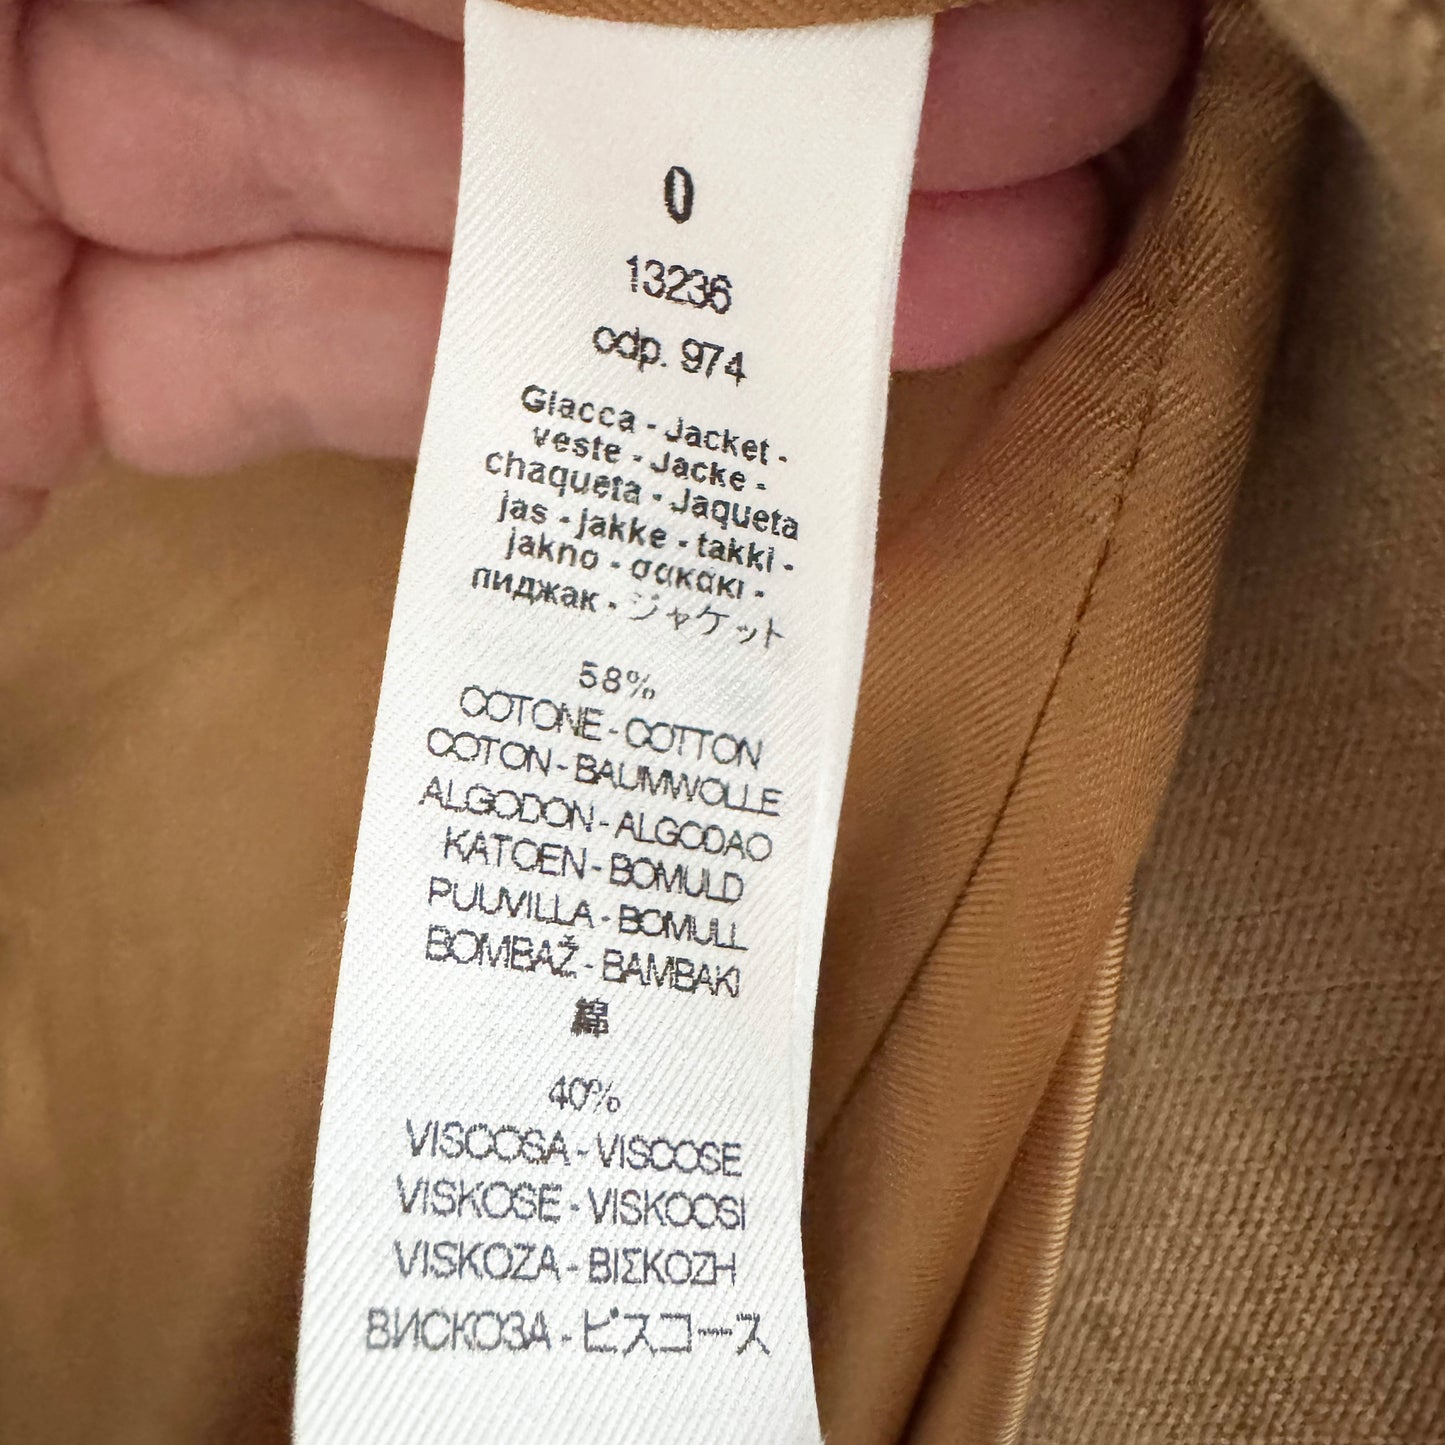 0
13236
cdp. 974
Giacca - Jacket -
veste - Jacke -
chaqueta - Jaqueta
jas - jakke - takki -
jakno - σακάκι -
пиджак - ジャケット
58%
COTONE - COTTON
COTON - BAUMWOLLE
ALGODON - ALGODAO
KATOEN - BOMULD
PUUVILLA - BOMULL
BOMBAŽ - BAMBAKI
綿
40%
VISCOSA - VISCOSE
VISKOSE - VISKOOSI
VISKOZA - ΒΙΣΚΟΖΗ
ВИСКОЗА - ビスコース